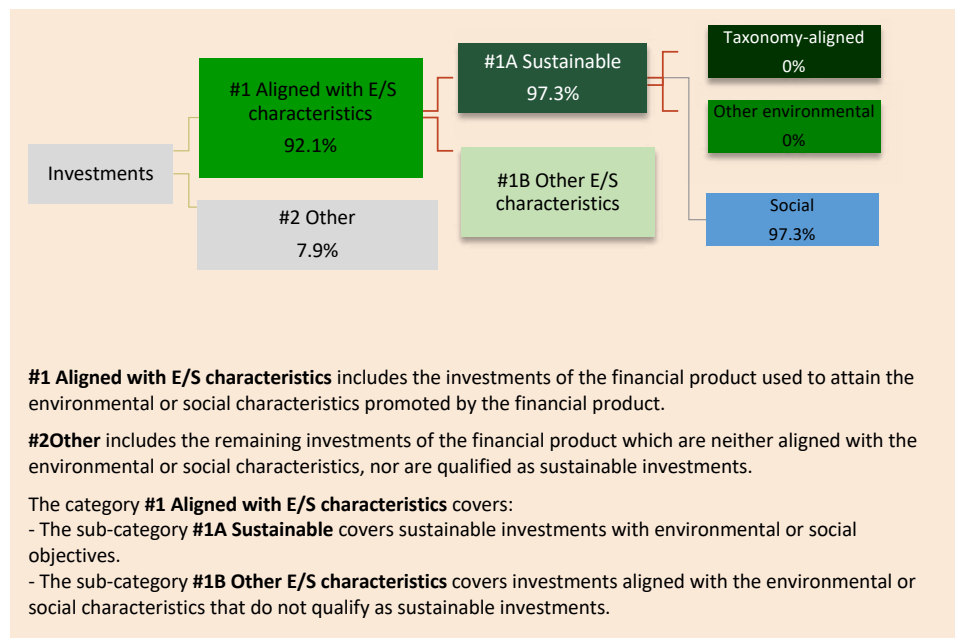 Investments
#1 Aligned with E/S
characteristics
92.1%
#2 Other
7.9%
#1A Sustainable
97.3%
#1B Other E/S
characteristics
Taxonomy-aligned
0%
Other environmental
0%
Social
97.3%
#1 Aligned with E/S characteristics includes the investments of the financial product used to attain the
environmental or social characteristics promoted by the financial product.
#2Other includes the remaining investments of the financial product which are neither aligned with the
environmental or social characteristics, nor are qualified as sustainable investments.
The category #1 Aligned with E/S characteristics covers:
- The sub-category #1A Sustainable covers sustainable investments with environmental or social
objectives.
- The sub-category #1B Other E/S characteristics covers investments aligned with the environmental or
social characteristics that do not qualify as sustainable investments.